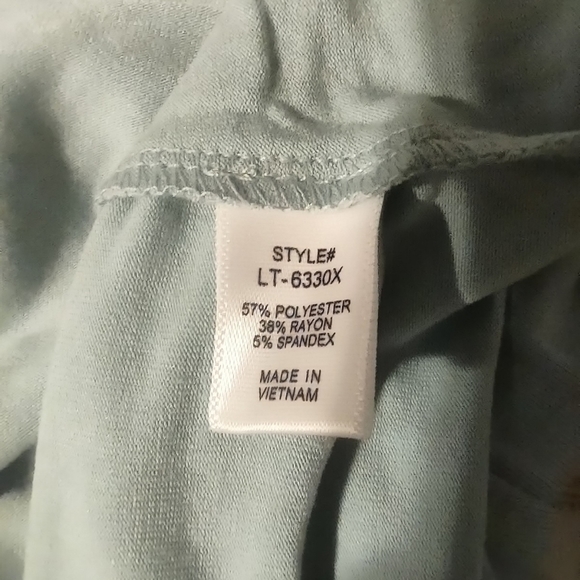 STYLE#
LT-6330X
57% POLYESTER
38% RAYON
5% SPANDEX
MADE IN
VIETNAM